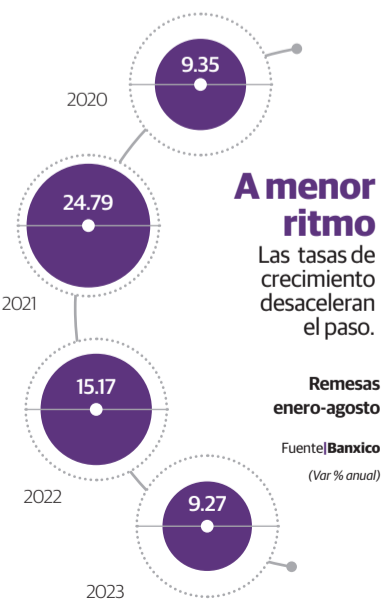 9.35
2020
24.79
2021
15.17
2022
9.27
2023
A menor
ritmo
Las tasas de
crecimiento
desaceleran
el paso.
Remesas
enero-agosto
Fuente|Banxico
(Var % anual)